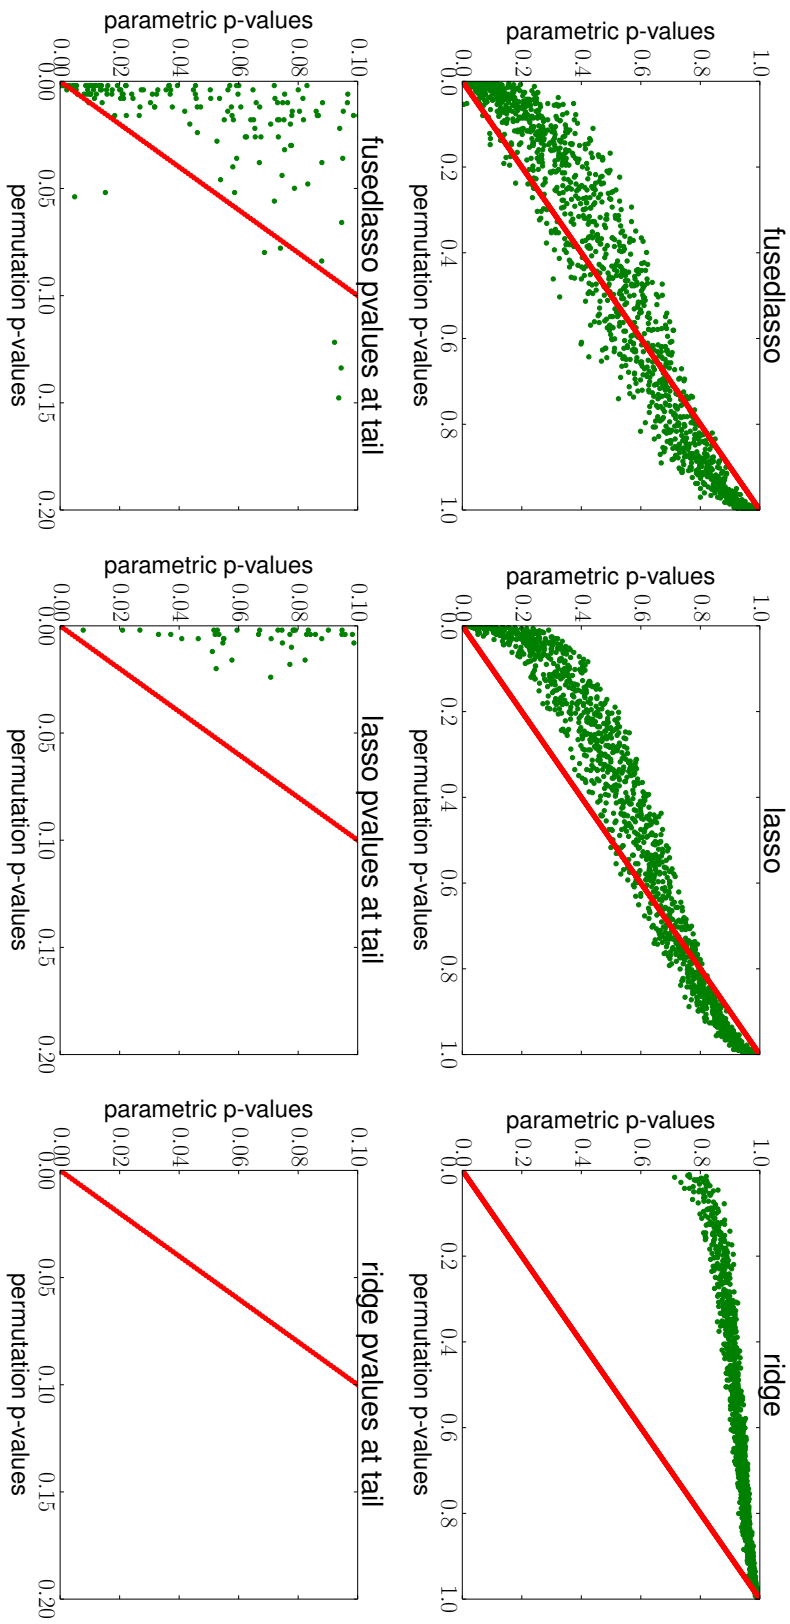 fusedlasso
parametric p-values
0.0 0.2 0.4 0.6 0.8 1.0
0.0 0.2 0.4 0.6 0.8 1.0
permutation p-values
lasso
parametric p-values
0.0 0.2 0.4 0.6 0.8 1.0
0.0 0.2 0.4 0.6 0.8 1.0
permutation p-values
ridge
parametric p-values
0.0 0.2 0.4 0.6 0.8 1.0
0.0 0.2 0.4 0.6 0.8 1.0
permutation p-values
fusedlasso pvalues at tail
parametric p-values
0.00 0.02 0.04 0.06 0.08 0.10
0.00 0.05 0.10 0.15 0.20
permutation p-values
lasso pvalues at tail
parametric p-values
0.00 0.02 0.04 0.06 0.08 0.10
0.00 0.05 0.10 0.15 0.20
permutation p-values
ridge pvalues at tail
parametric p-values
0.00 0.02 0.04 0.06 0.08 0.10
0.00 0.05 0.10 0.15 0.20
permutation p-values